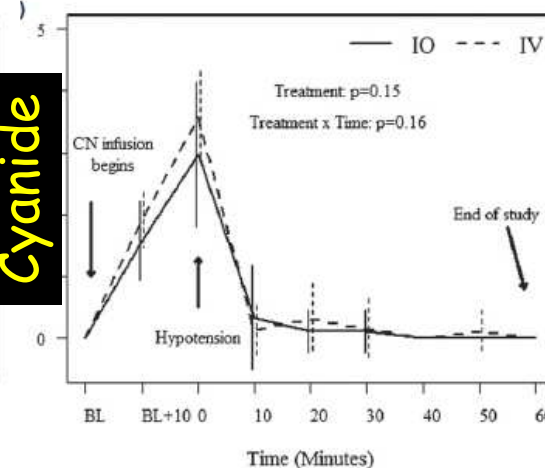 )
5
IO
IV
Treatment: p=0.15
Treatment x Time: p=0.16
CN infusion
begins
Cyanide
End of study
Hypotension
0
BL
BL+10
0
10
20
30
40
50
Time (Minutes)